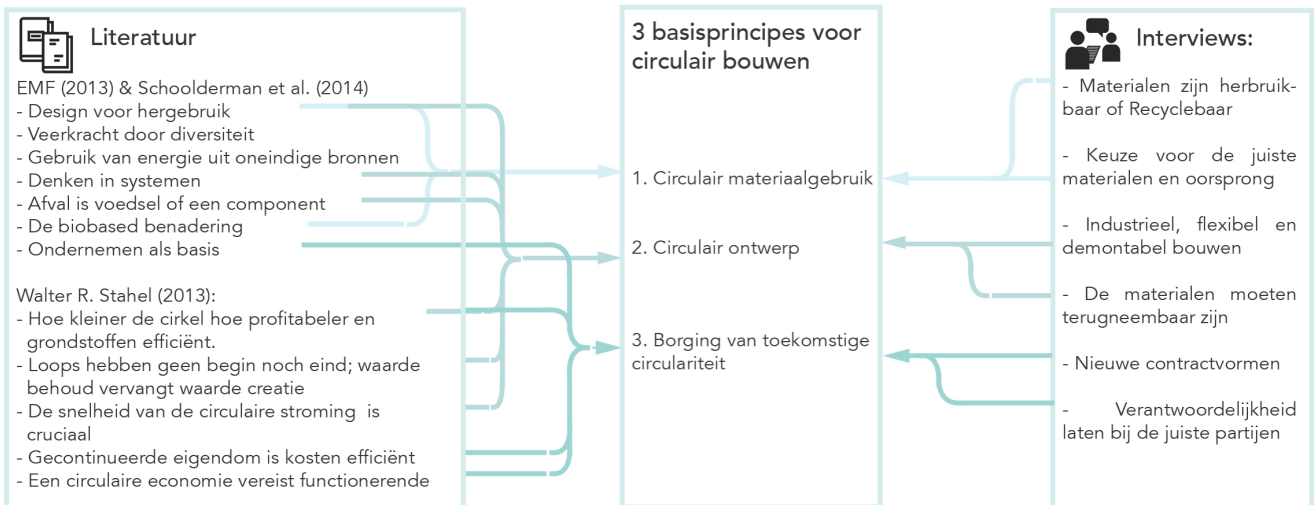 Literatuur
EMF (2013) & Schoolderman et al. (2014)
- Design voor hergebruik
- Veerkracht door diversiteit
- Gebruik van energie uit oneindige bronnen
- Denken in systemen
- Afval is voedsel of een component
- De biobased benadering
- Ondernemen als basis
Walter R. Stahel (2013):
- Hoe kleiner de cirkel hoe profitabeler en
grondstoffen efficiënt.
- Loops hebben geen begin noch eind; waarde
behoud vervangt waarde creatie
- De snelheid van de circulaire stroming is
cruciaal
- Gecontinueerde eigendom is kosten efficiënt
- Een circulaire economie vereist functionerende
3 basisprincipes voor
circulair bouwen
1. Circulair materiaalgebruik
2. Circulair ontwerp
3. Borging van toekomstige
circulariteit
Interviews:
- Materialen zijn herbruik-
baar of Recyclebaar
- Keuze voor de juiste
materialen en oorsprong
- Industrieel, flexibel en
demontabel bouwen
- De materialen moeten
terugneembaar zijn
- Nieuwe contractvormen
- Verantwoordelijkheid
laten bij de juiste partijen